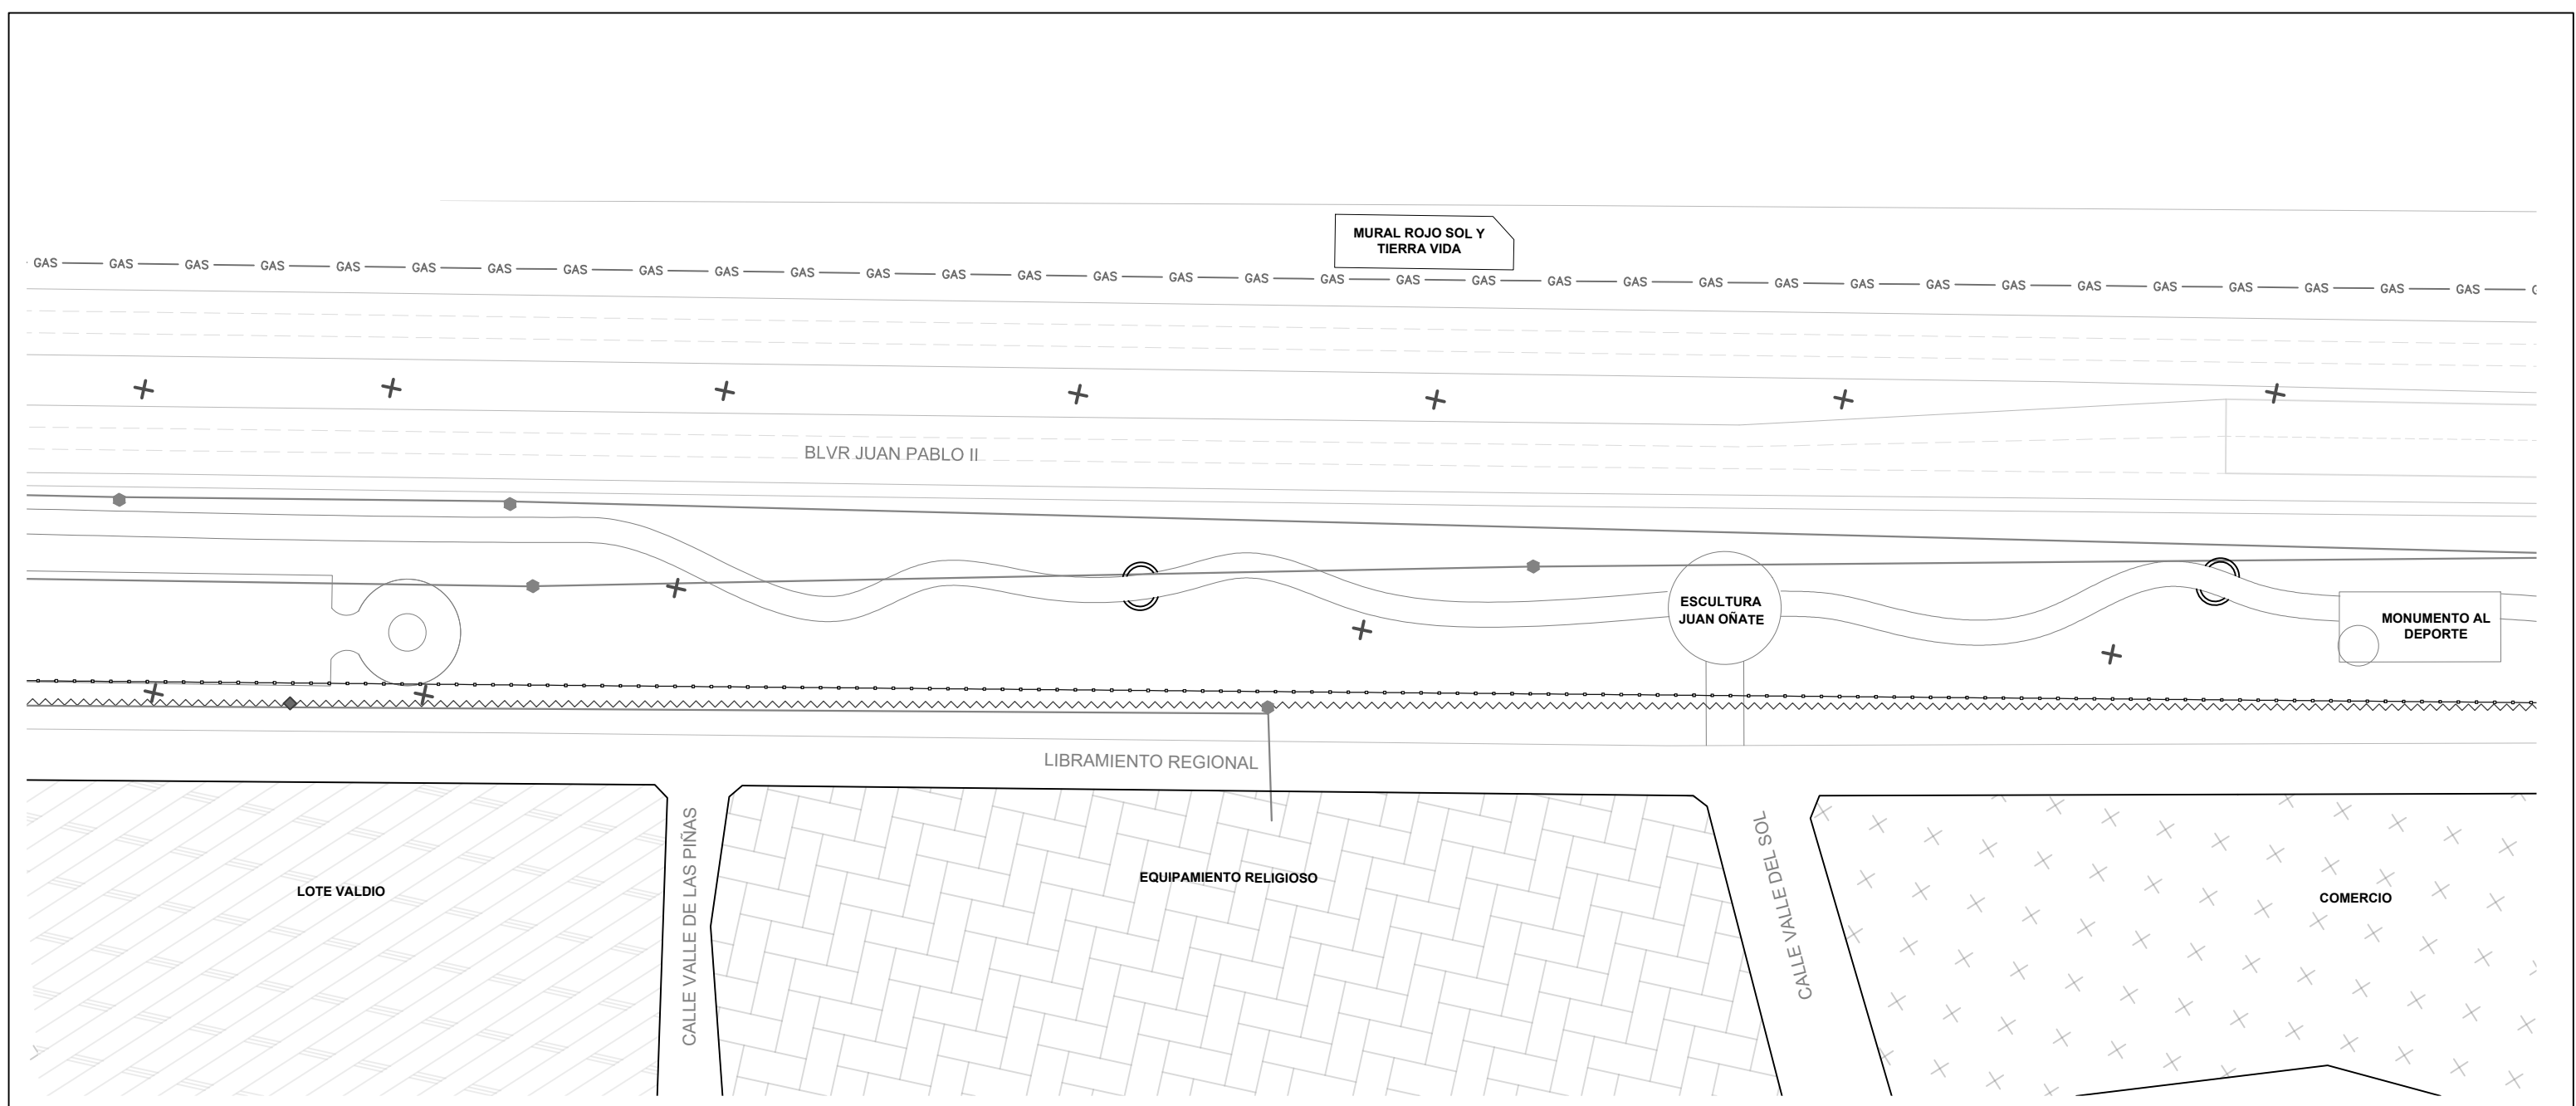 MURAL ROJO SOL Y
TIERRA VIDA
GAS GAS GAS GAS GAS GAS GAS GAS GAS GAS GAS GAS GAS GAS GAS GAS GAS GAS GAS GAS GAS GAS GAS GAS GAS GAS GAS GAS GAS GAS GAS GAS GAS
BLVR JUAN PABLO II
ESCULTURA
JUAN OÑATE
MONUMENTO AL
DEPORTE
LIBRAMIENTO REGIONAL
LOTE VALDIO
CALLE VALLE DE LAS PIÑAS
EQUIPAMIENTO RELIGIOSO
CALLE VALLE DEL SOL
COMERCIO